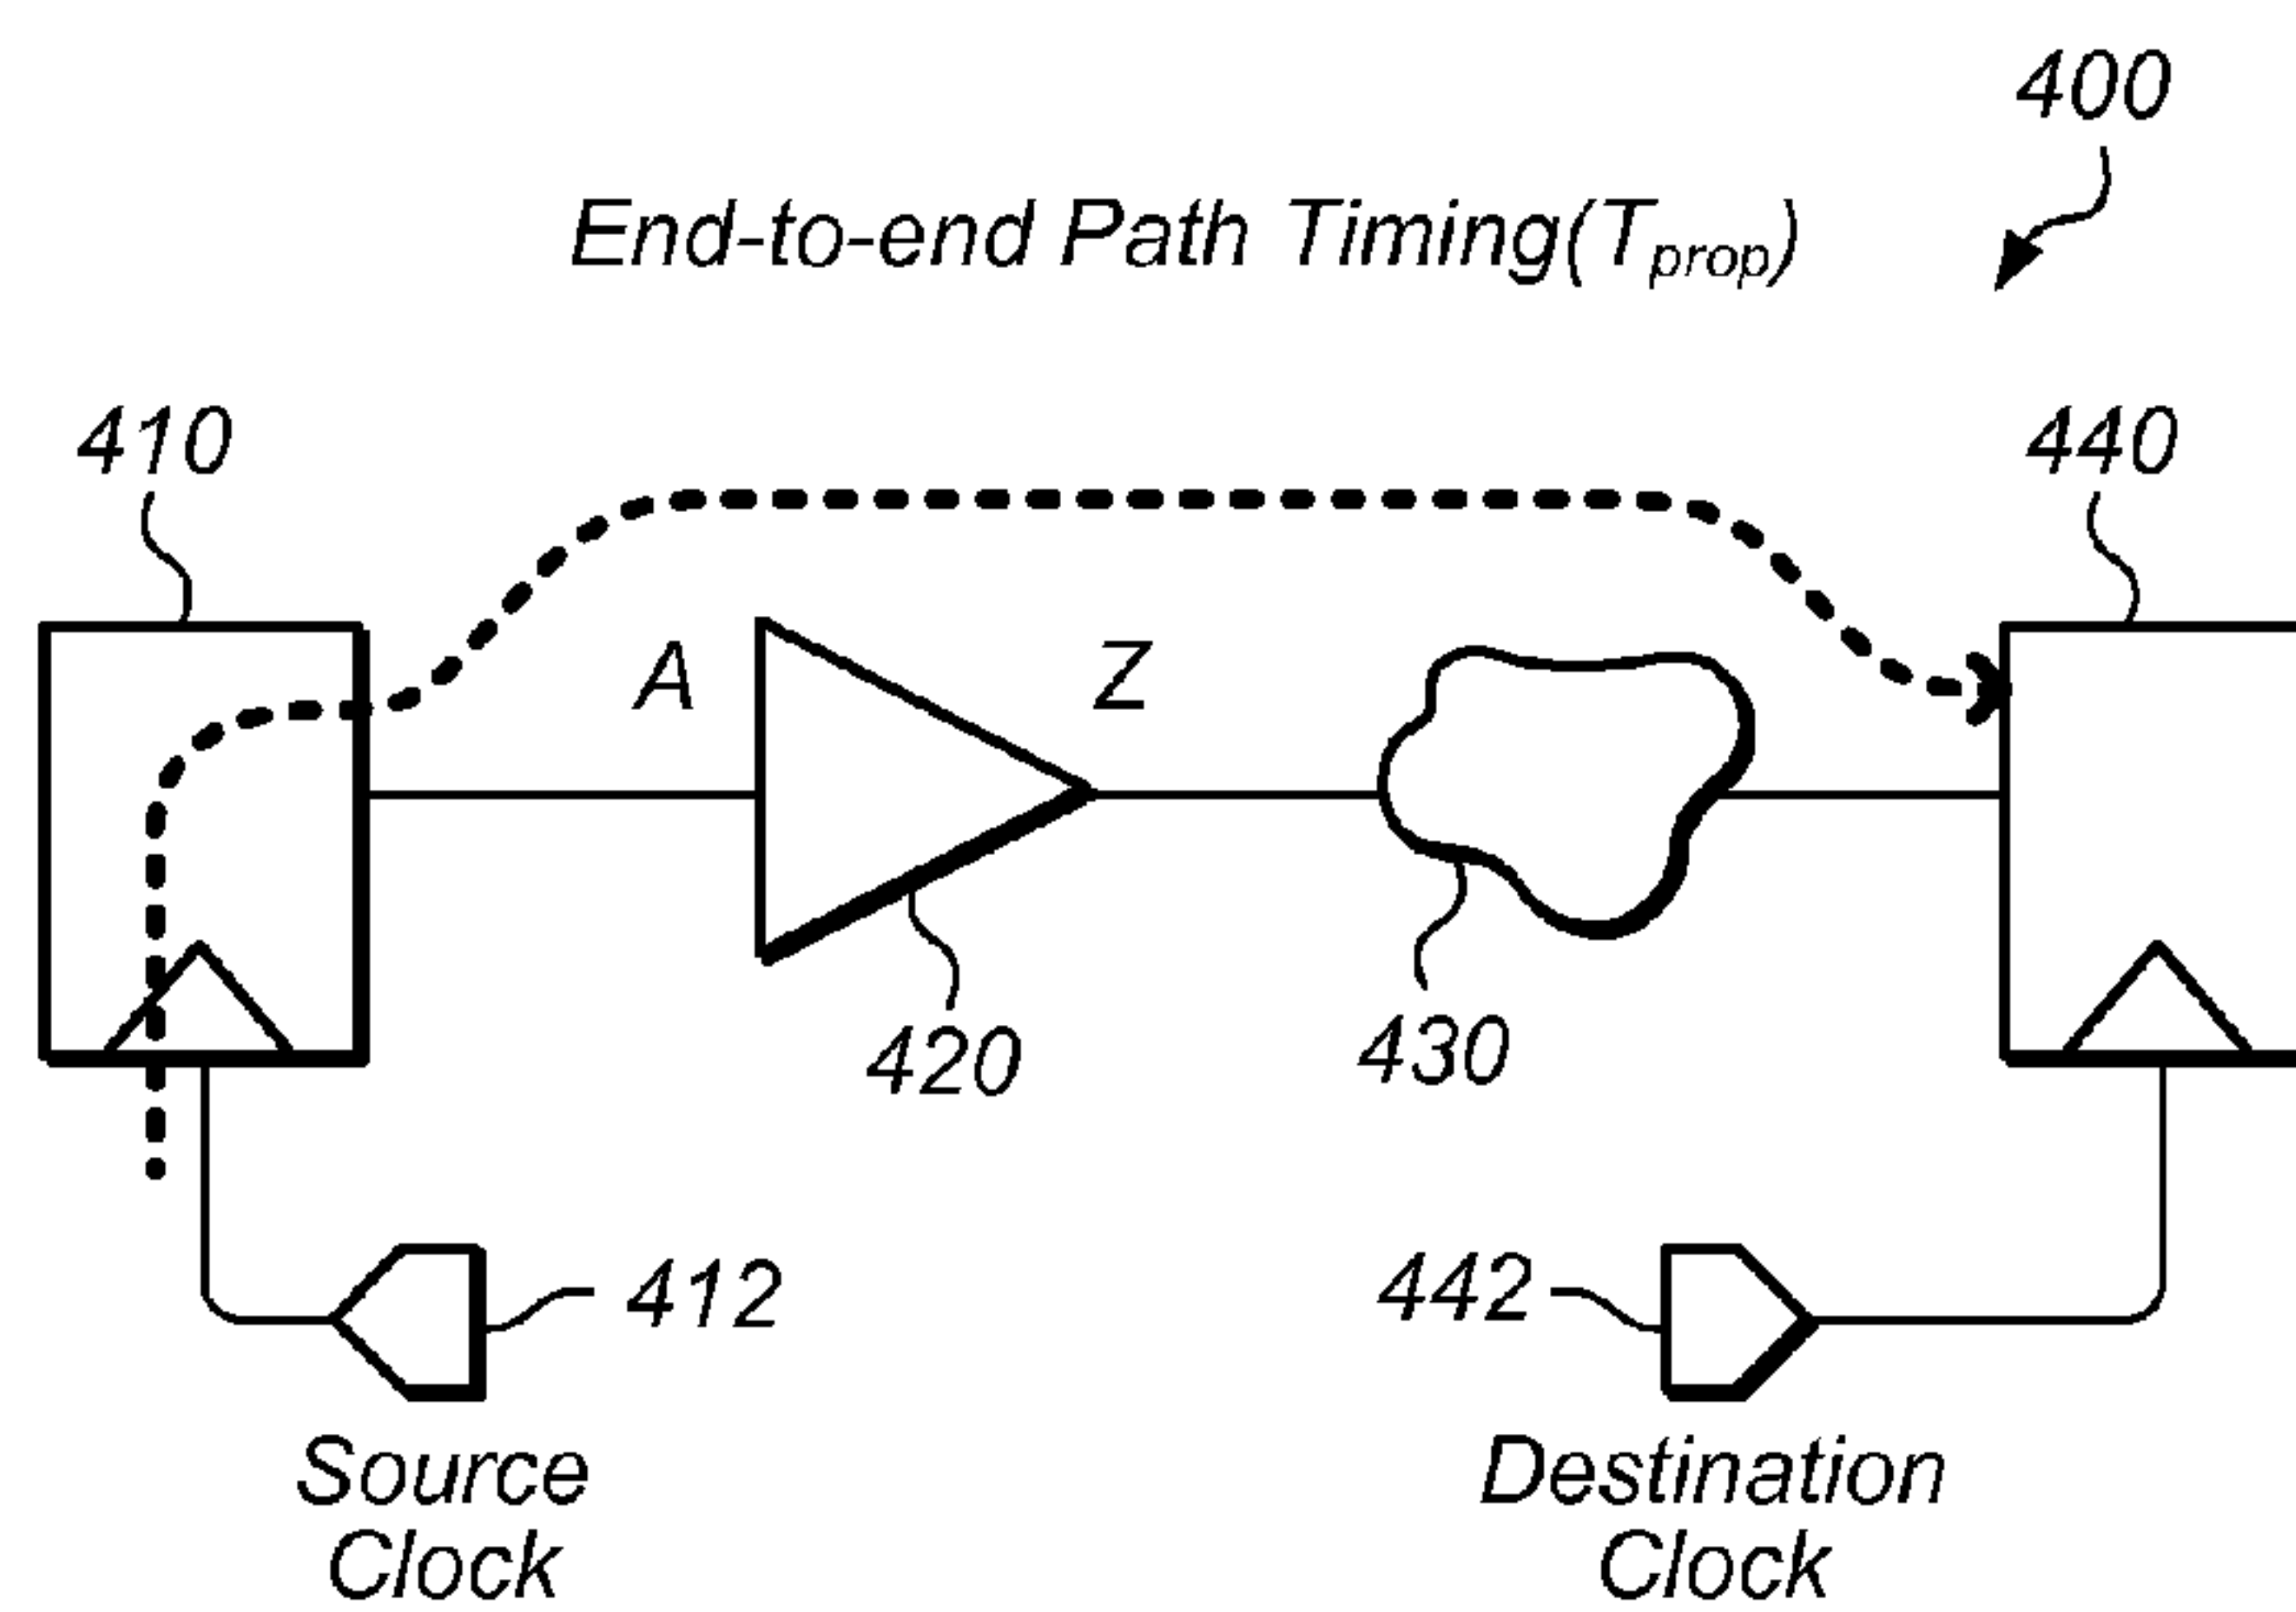 400
End-to-end Path Timing(Tprop)
410
440
A
Z
420
430
412
442
Source
Clock
Destination
Clock